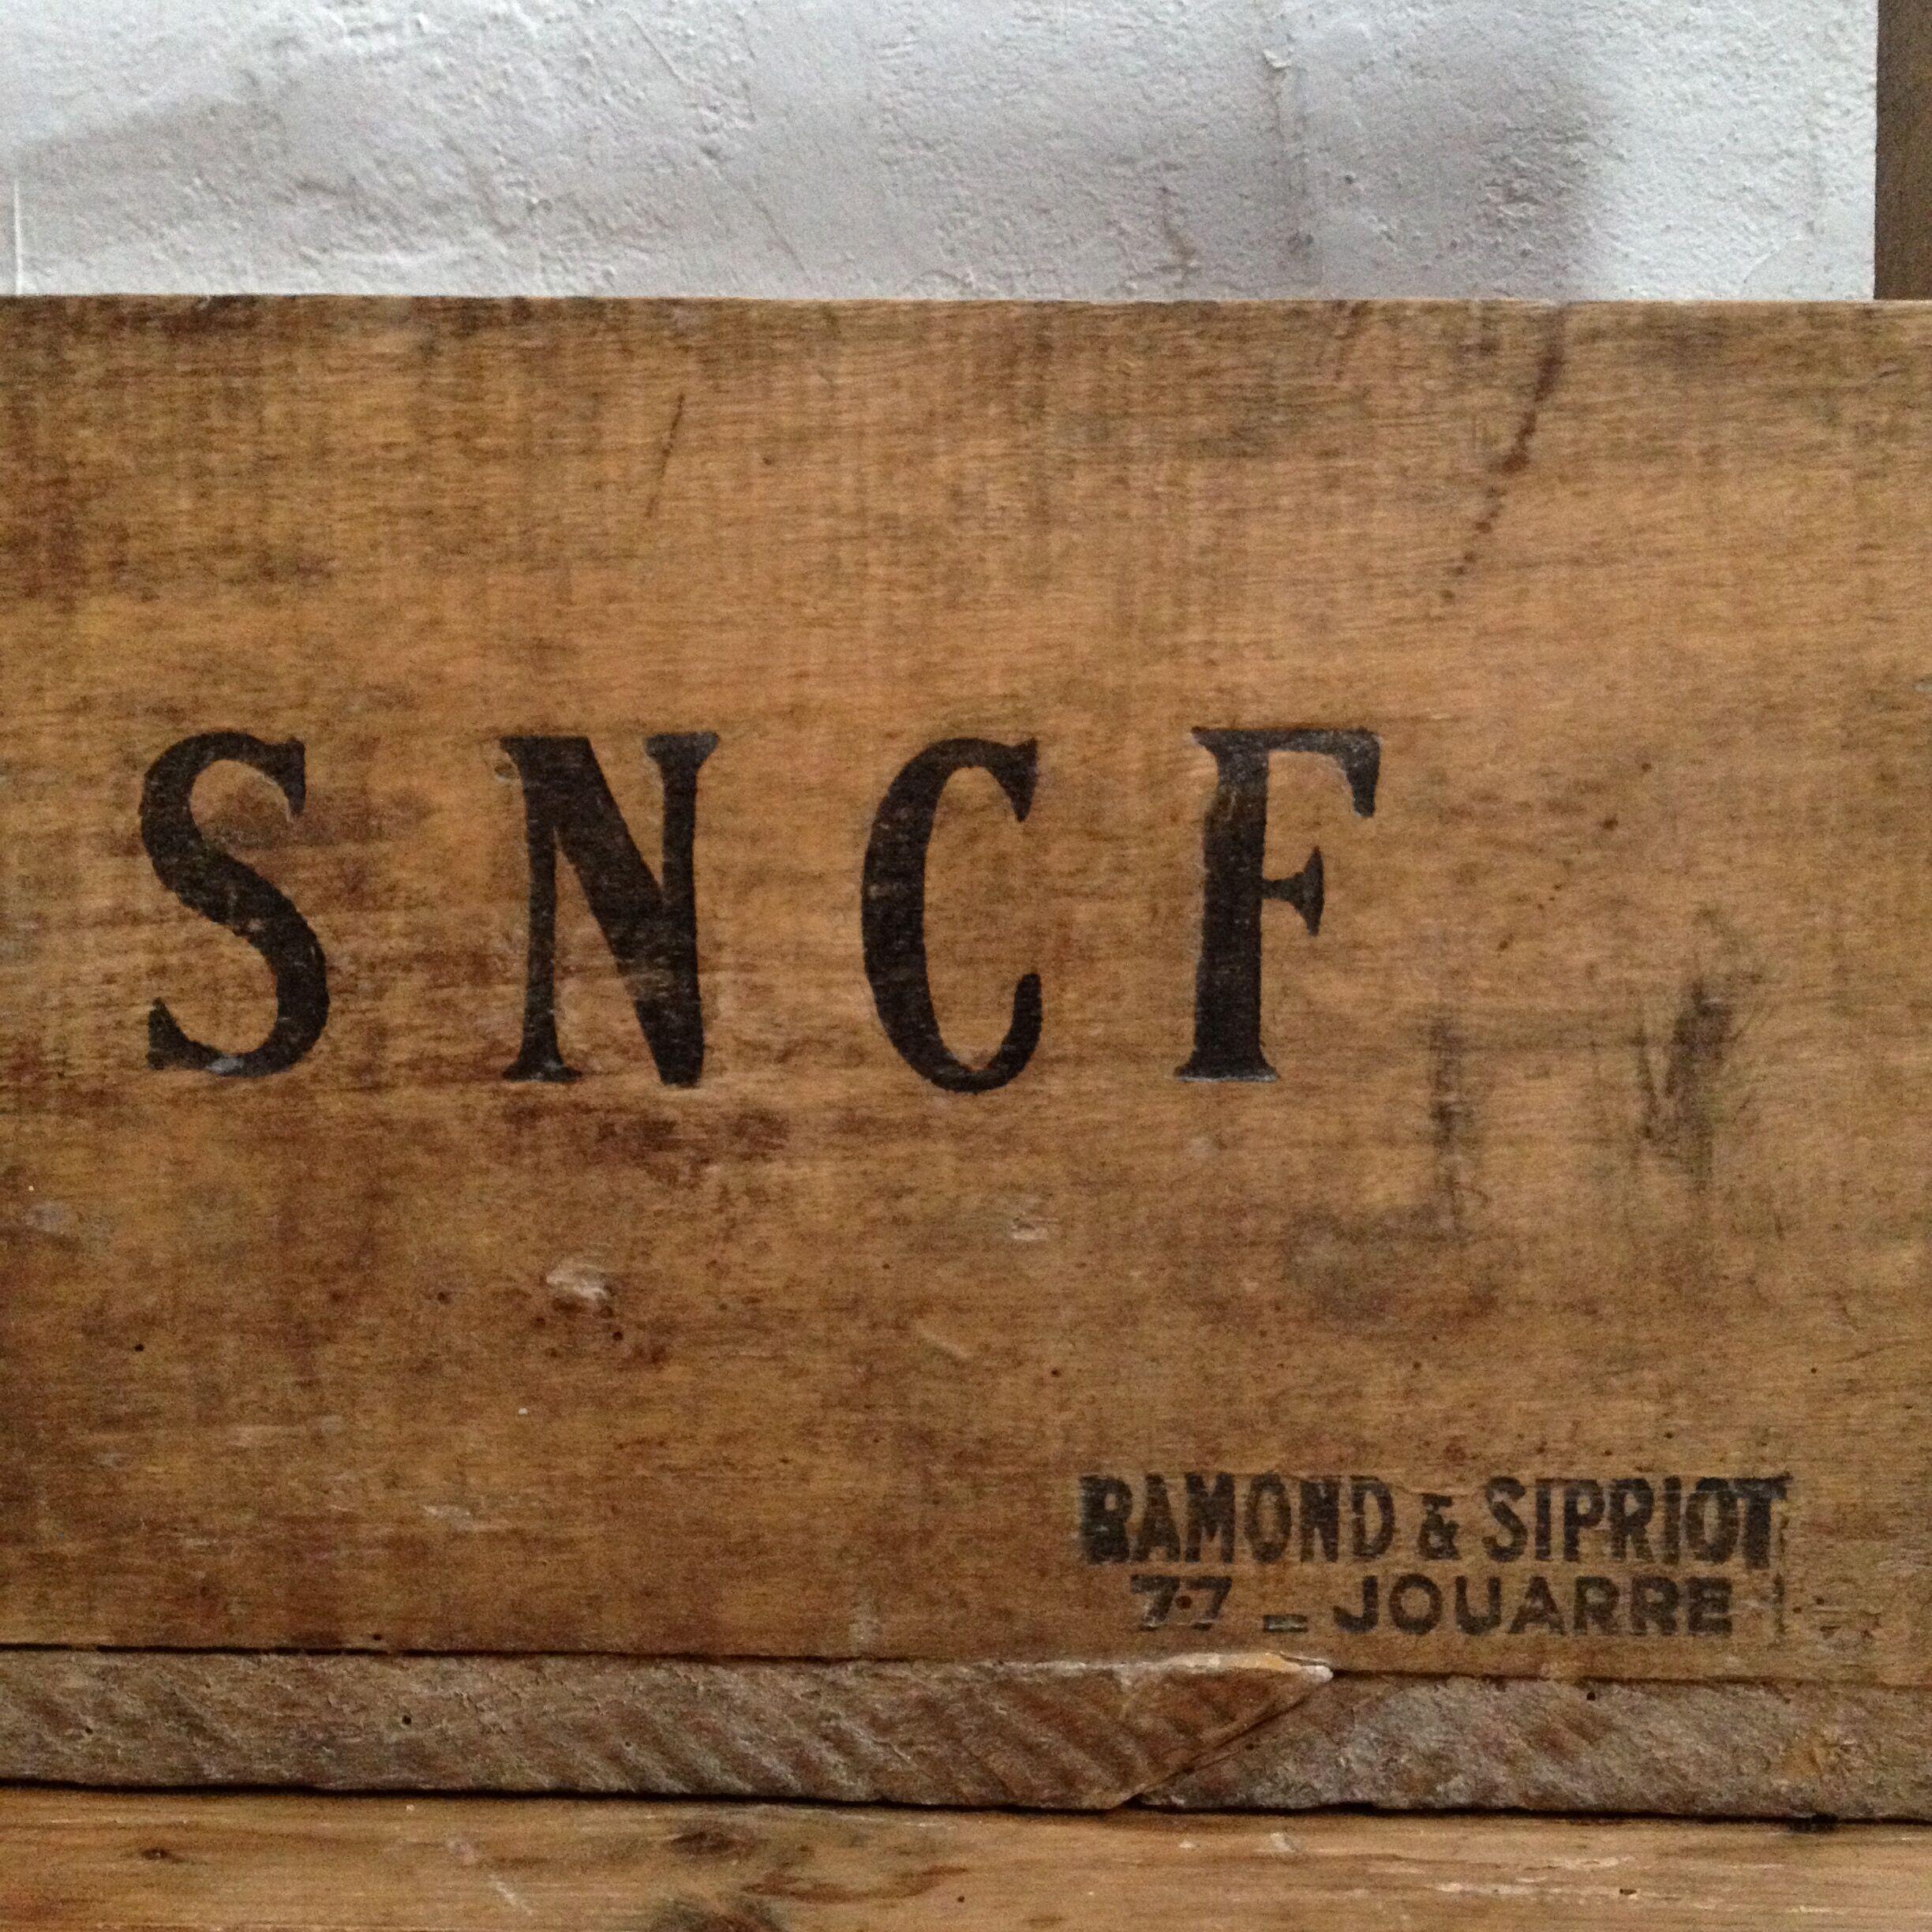 SNCF
RAMOND & SIPRIOT
77 - JOUARRE